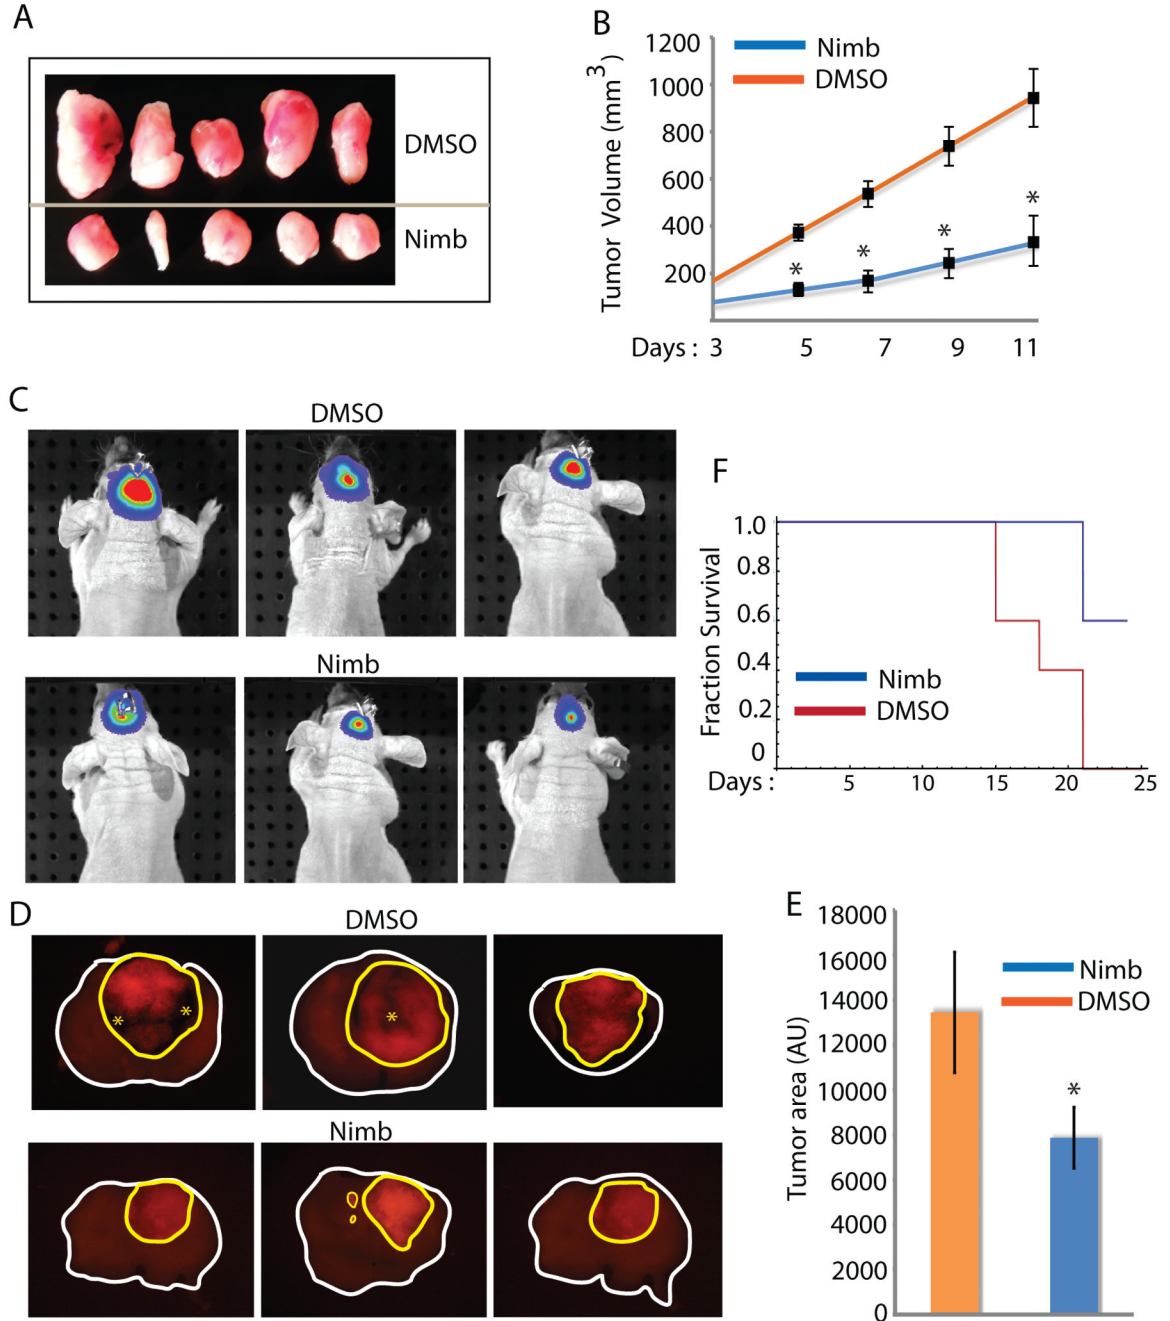 A
DMSO
Nimb
B
Tumor Volume (mm3)
1200
1000
800
600
400
200
Nimb
DMSO
*
*
*
*
Days : 3 5 7 9 11
C
DMSO
Nimb
F
Fraction Survival
1.0
0.8
0.6
0.4
0.2
0
Nimb
DMSO
Days : 5 10 15 20 25
D
DMSO
* *
*
Nimb
E
Tumor area (AU)
18000
16000
14000
12000
10000
8000
6000
4000
2000
0
Nimb
DMSO
*